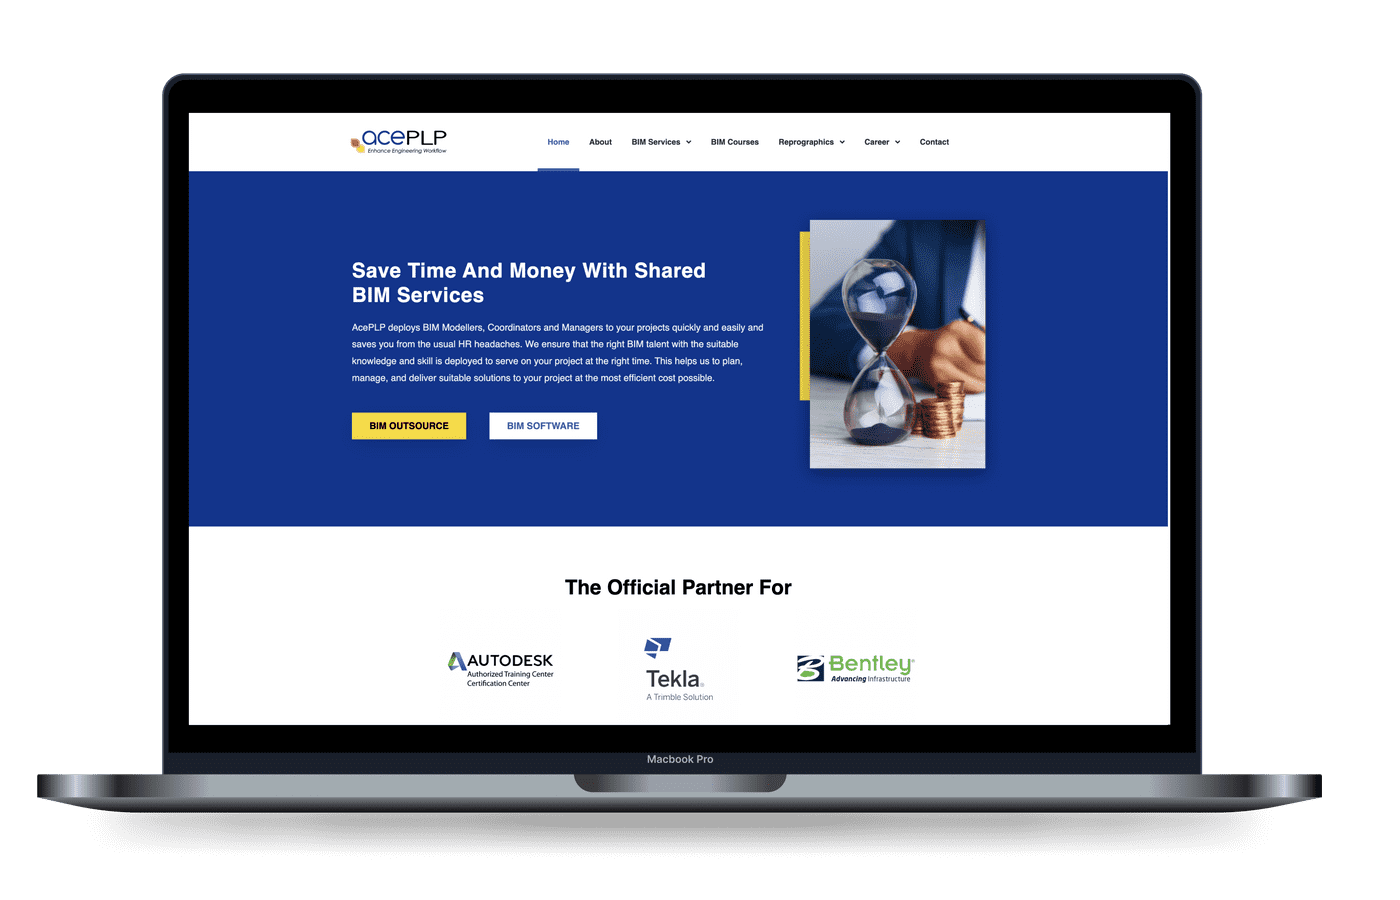 acePLP
Enhance Engineering Workflow
Home About BIM Services BIM Courses Reprographics Career Contact
Save Time And Money With Shared
BIM Services
AcePLP deploys BIM Modellers, Coordinators and Managers to your projects quickly and easily and
saves you from the usual HR headaches. We ensure that the right BIM talent with the suitable
knowledge and skill is deployed to serve on your project at the right time. This helps us to plan,
manage, and deliver suitable solutions to your project at the most efficient cost possible.
BIM OUTSOURCE BIM SOFTWARE
The Official Partner For
AUTODESK
Authorized Training Center
Certification Center
Tekla®
A Trimble Solution
Bentley®
Advancing Infrastructure
Macbook Pro